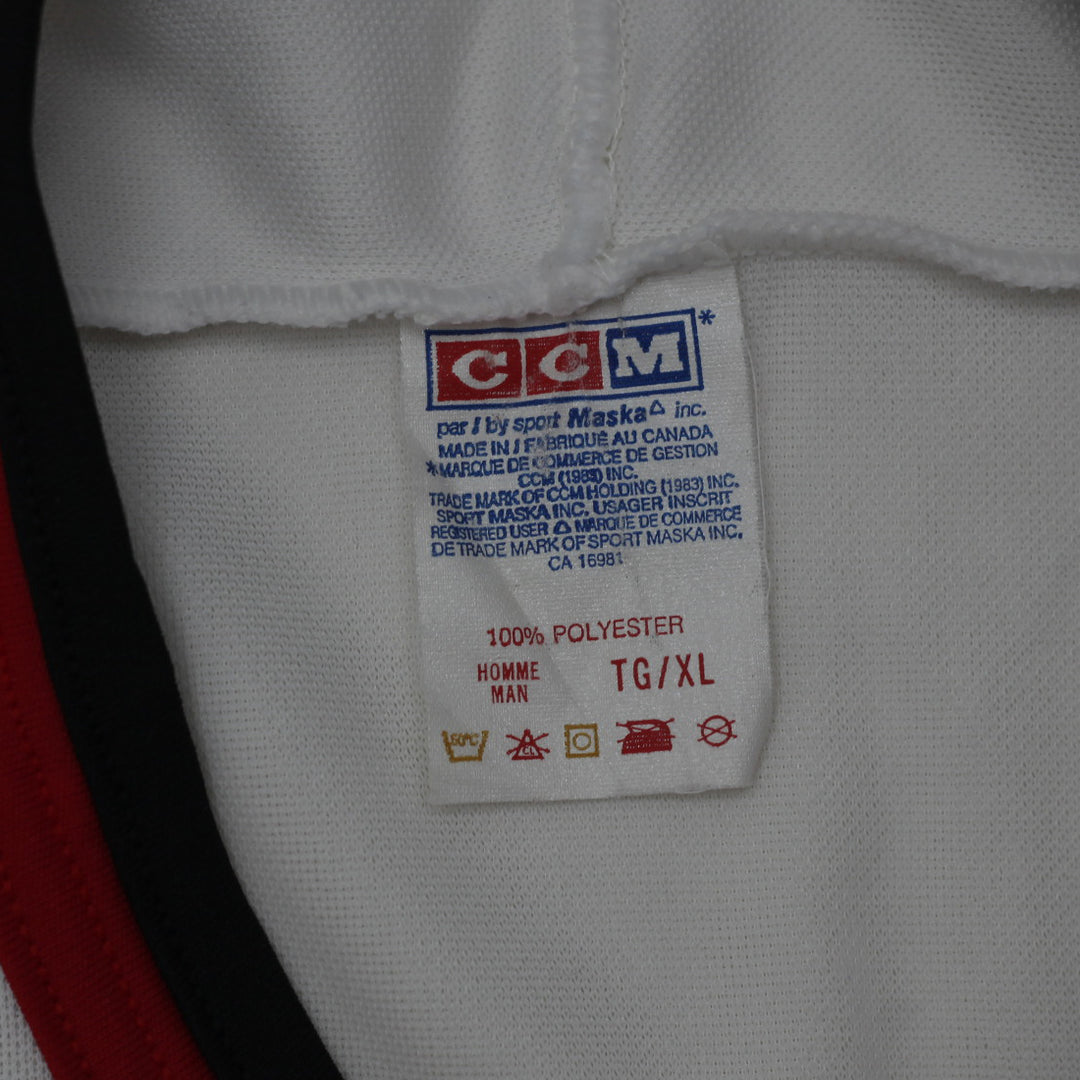 CCM*
par / by sport Maska△ inc.
MADE IN / FABRIQUÉ AU CANADA
*MARQUE DE COMMERCE DE GESTION
CCM (1983) INC.
TRADE MARK OF CCM HOLDING (1983) INC.
SPORT MASKA INC. USAGER INSCRIT
REGISTERED USER △ MARQUE DE COMMERCE
DE TRADE MARK OF SPORT MASKA INC.
CA 16981
100% POLYESTER
HOMME
MAN
TG/XL
50°C
CL